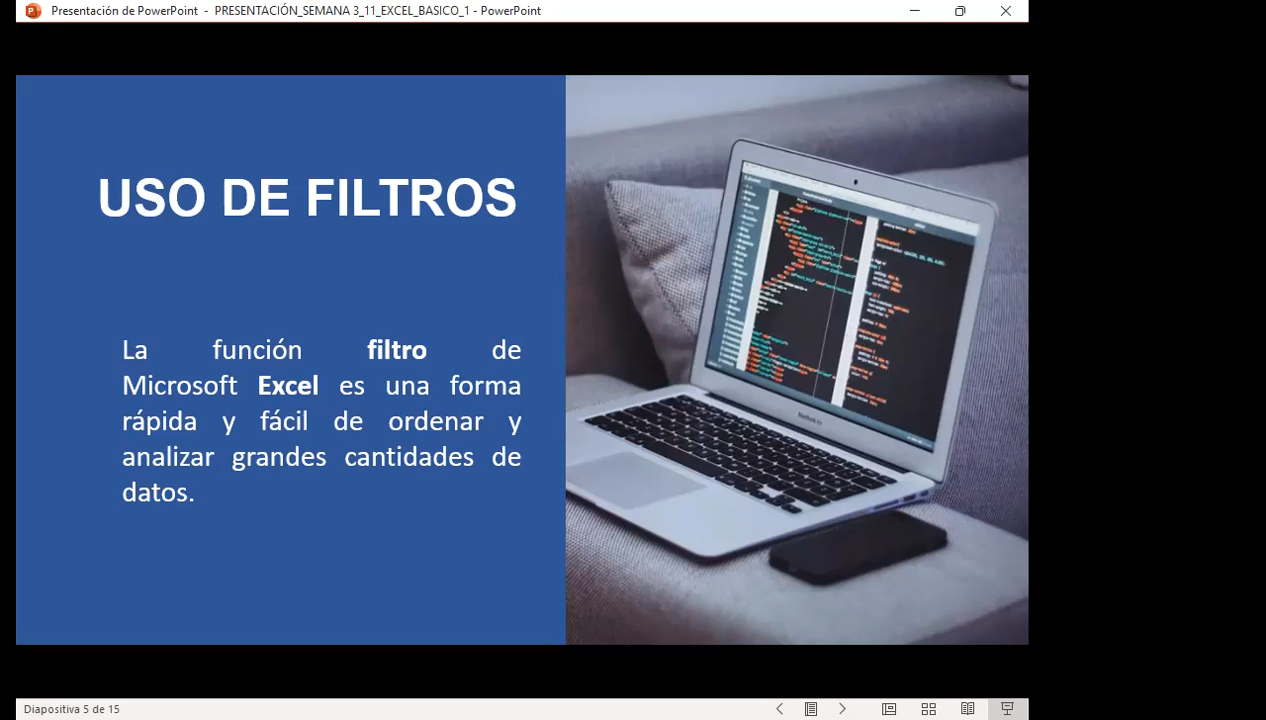 Presentación de PowerPoint - PRESENTACIÓN_SEMANA 3_11_EXCEL_BASICO_1 - PowerPoint
USO DE FILTROS
La función filtro de
Microsoft Excel es una forma
rápida y fácil de ordenar y
analizar grandes cantidades de
datos.
Diapositiva 5 de 15